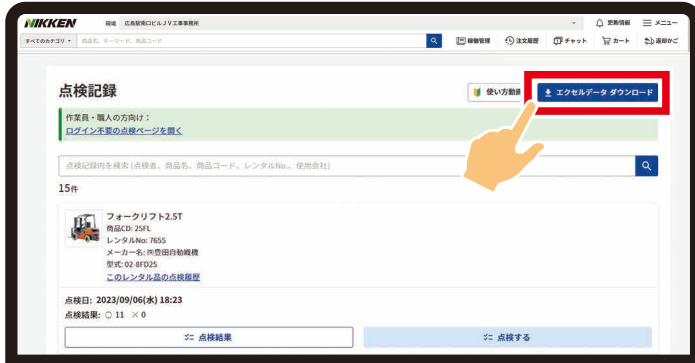 NIKKEN
現場 広島駅南口ビルJV工事事務所
更新情報
メニュー
すべてのカテゴリ
商品名、キーワード、商品コード
稼働管理
注文履歴
チャット
カート
返却かご
点検記録
使い方動画
エクセルデータ ダウンロード
作業員・職人の方向け：
ログイン不要の点検ページを開く
点検記録内を検索（点検者、商品名、商品コード、レンタルNo.、使用会社）
15件
フォークリフト2.5T
商品CD: 25FL
レンタルNo: 7655
メーカー名: ㈱豊田自動織機
型式: 02-8FD25
このレンタル品の点検履歴
点検日: 2023/09/06(水) 18:23
点検結果: ○ 11 × 0
点検結果
点検する